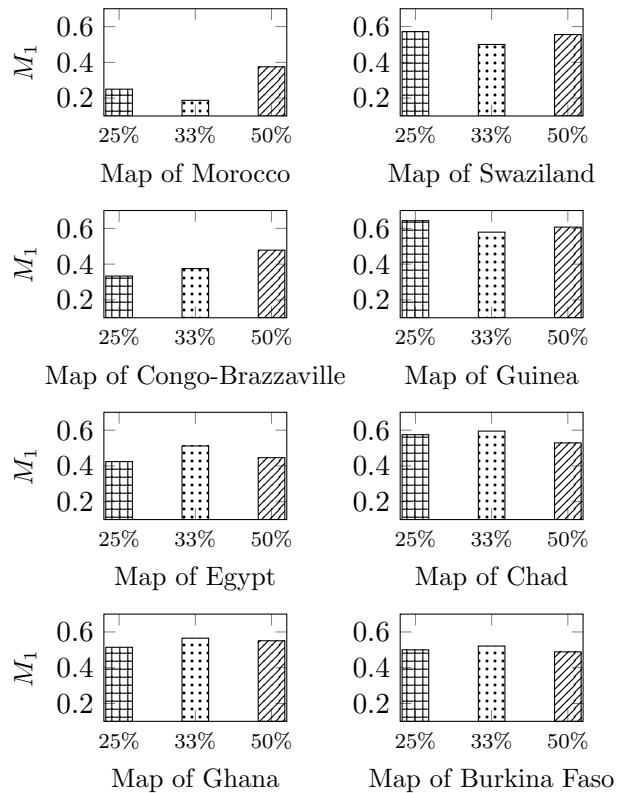 0.6 0.6
M1 0.4 0.4
0.2 0.2
25% 33% 50% 25% 33% 50%
Map of Morocco Map of Swaziland
0.6 0.6
M1 0.4 0.4
0.2 0.2
25% 33% 50% 25% 33% 50%
Map of Congo-Brazzaville Map of Guinea
0.6 0.6
M1 0.4 0.4
0.2 0.2
25% 33% 50% 25% 33% 50%
Map of Egypt Map of Chad
0.6 0.6
M1 0.4 0.4
0.2 0.2
25% 33% 50% 25% 33% 50%
Map of Ghana Map of Burkina Faso